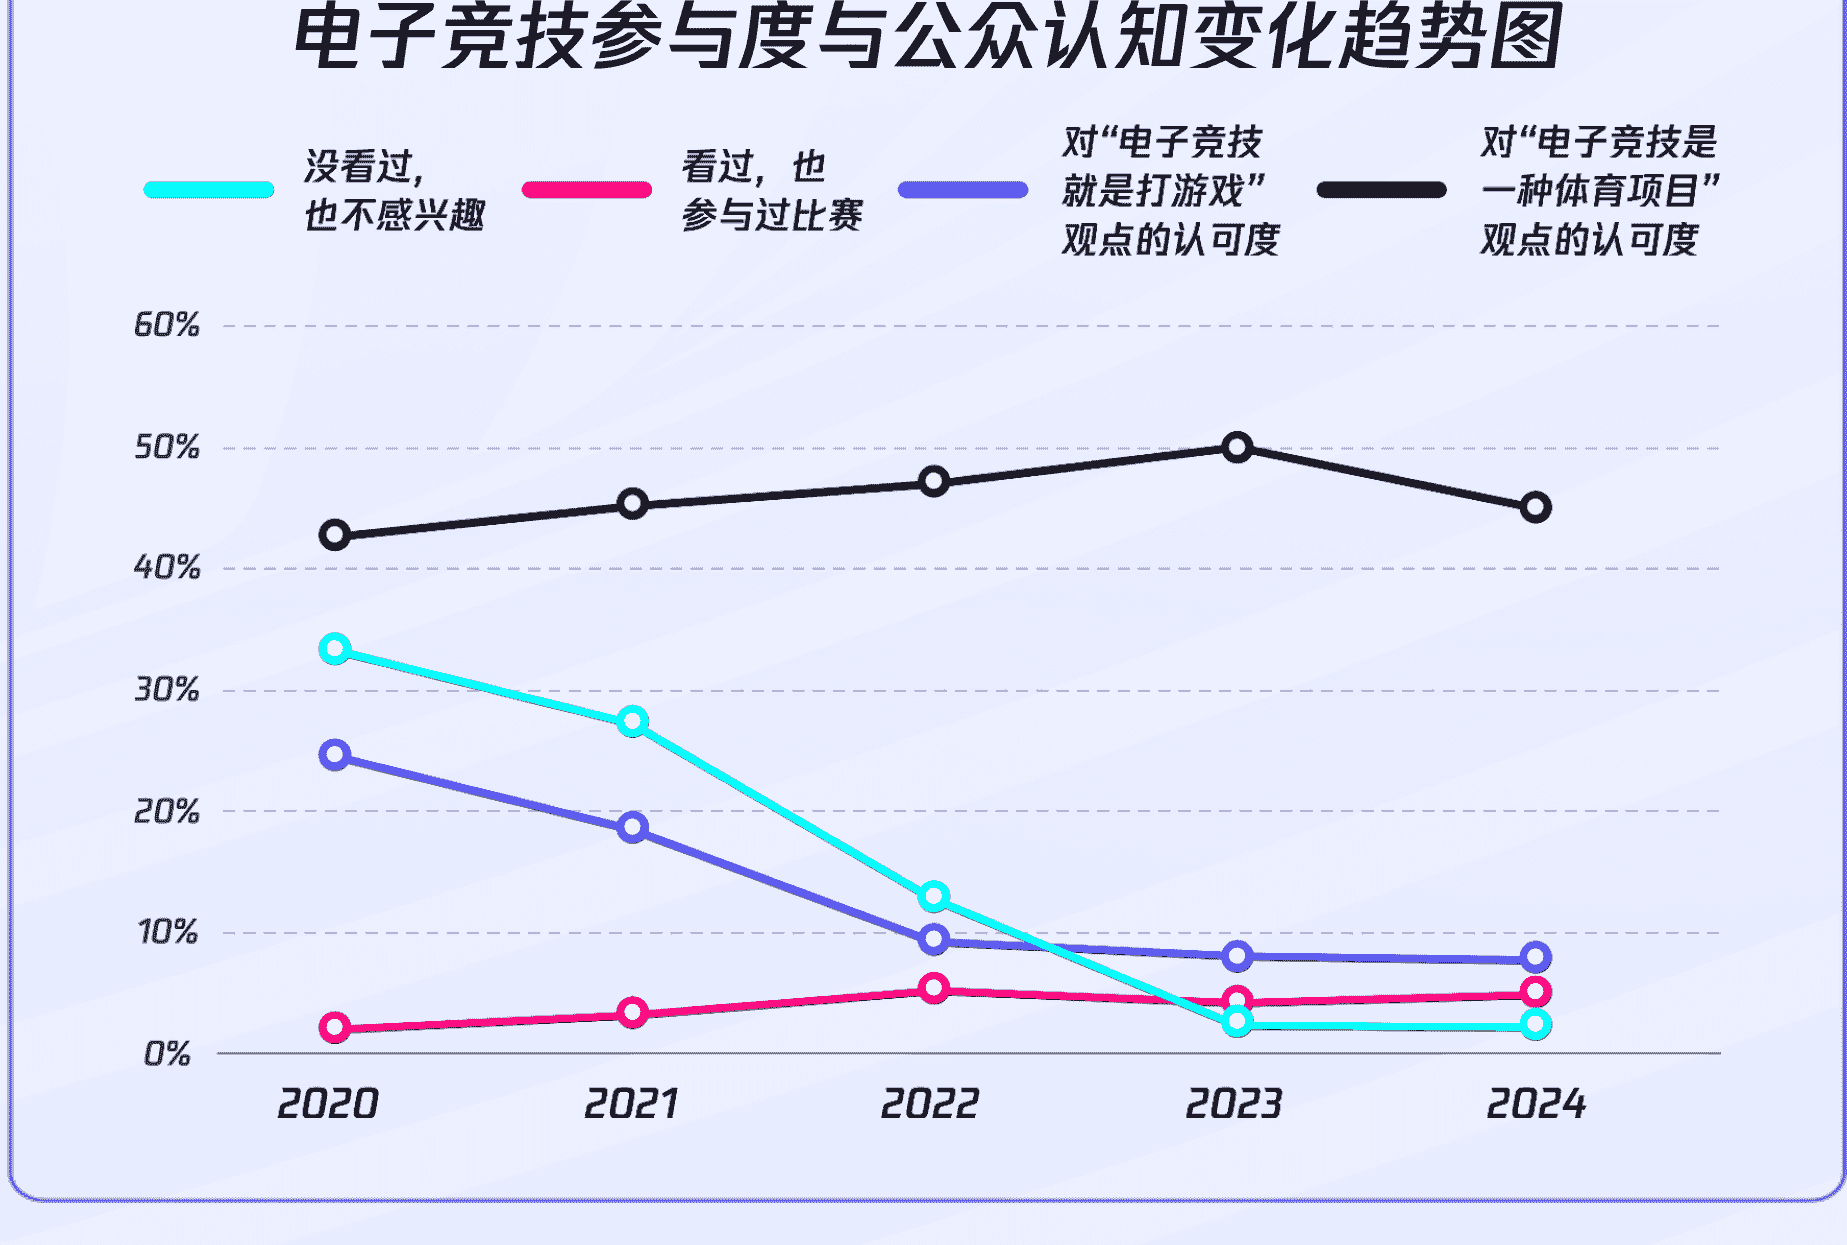 电子竞技参与度与公众认知变化趋势图
没看过，
也不感兴趣
看过，也
参与过比赛
对“电子竞技
就是打游戏”
观点的认可度
对“电子竞技是
一种体育项目”
观点的认可度
60%
50%
40%
30%
20%
10%
0%
2020 2021 2022 2023 2024